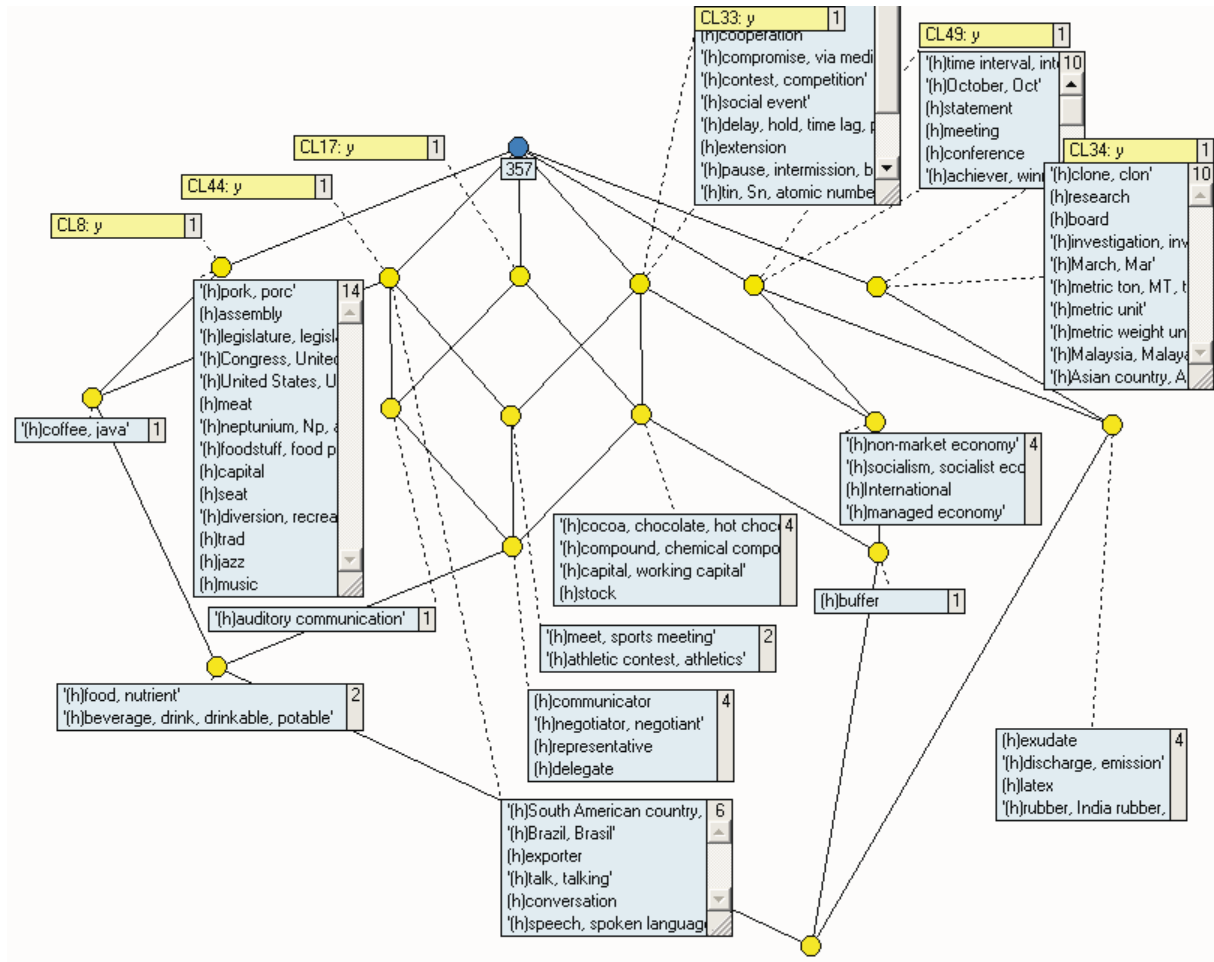 CL33: y 1
(h)cooperation
'(h)compromise, via medi
'(h)contest, competition'
'(h)social event'
'(h)delay, hold, time lag, p
(h)extension
'(h)pause, intermission, b
'(h)tin, Sn, atomic numbe
CL49: y 1
'(h)time interval, int 10
'(h)October, Oct'
(h)statement
(h)meeting
(h)conference
'(h)achiever, winn
CL34: y 1
'(h)clone, clon' 10
(h)research
(h)board
'(h)investigation, inv
'(h)March, Mar'
'(h)metric ton, MT, t
'(h)metric unit'
'(h)metric weight un
'(h)Malaysia, Malaya
'(h)Asian country, A
CL17: y 1
357
CL44: y 1
CL8: y 1
'(h)pork, porc' 14
(h)assembly
'(h)legislature, legisl
'(h)Congress, United
'(h)United States, U
(h)meat
'(h)neptunium, Np, a
'(h)foodstuff, food p
(h)capital
(h)seat
'(h)diversion, recrea
(h)trad
(h)jazz
(h)music
'(h)coffee, java' 1
'(h)non-market economy' 4
'(h)socialism, socialist eco
(h)International
'(h)managed economy'
'(h)cocoa, chocolate, hot choco 4
'(h)compound, chemical compo
'(h)capital, working capital'
(h)stock
(h)buffer 1
'(h)auditory communication' 1
'(h)meet, sports meeting' 2
'(h)athletic contest, athletics'
'(h)food, nutrient' 2
'(h)beverage, drink, drinkable, potable'
(h)communicator 4
'(h)negotiator, negotiant'
(h)representative
(h)delegate
(h)exudate 4
'(h)discharge, emission'
(h)latex
'(h)rubber, India rubber,
'(h)South American country, 6
'(h)Brazil, Brasil'
(h)exporter
'(h)talk, talking'
(h)conversation
'(h)speech, spoken language